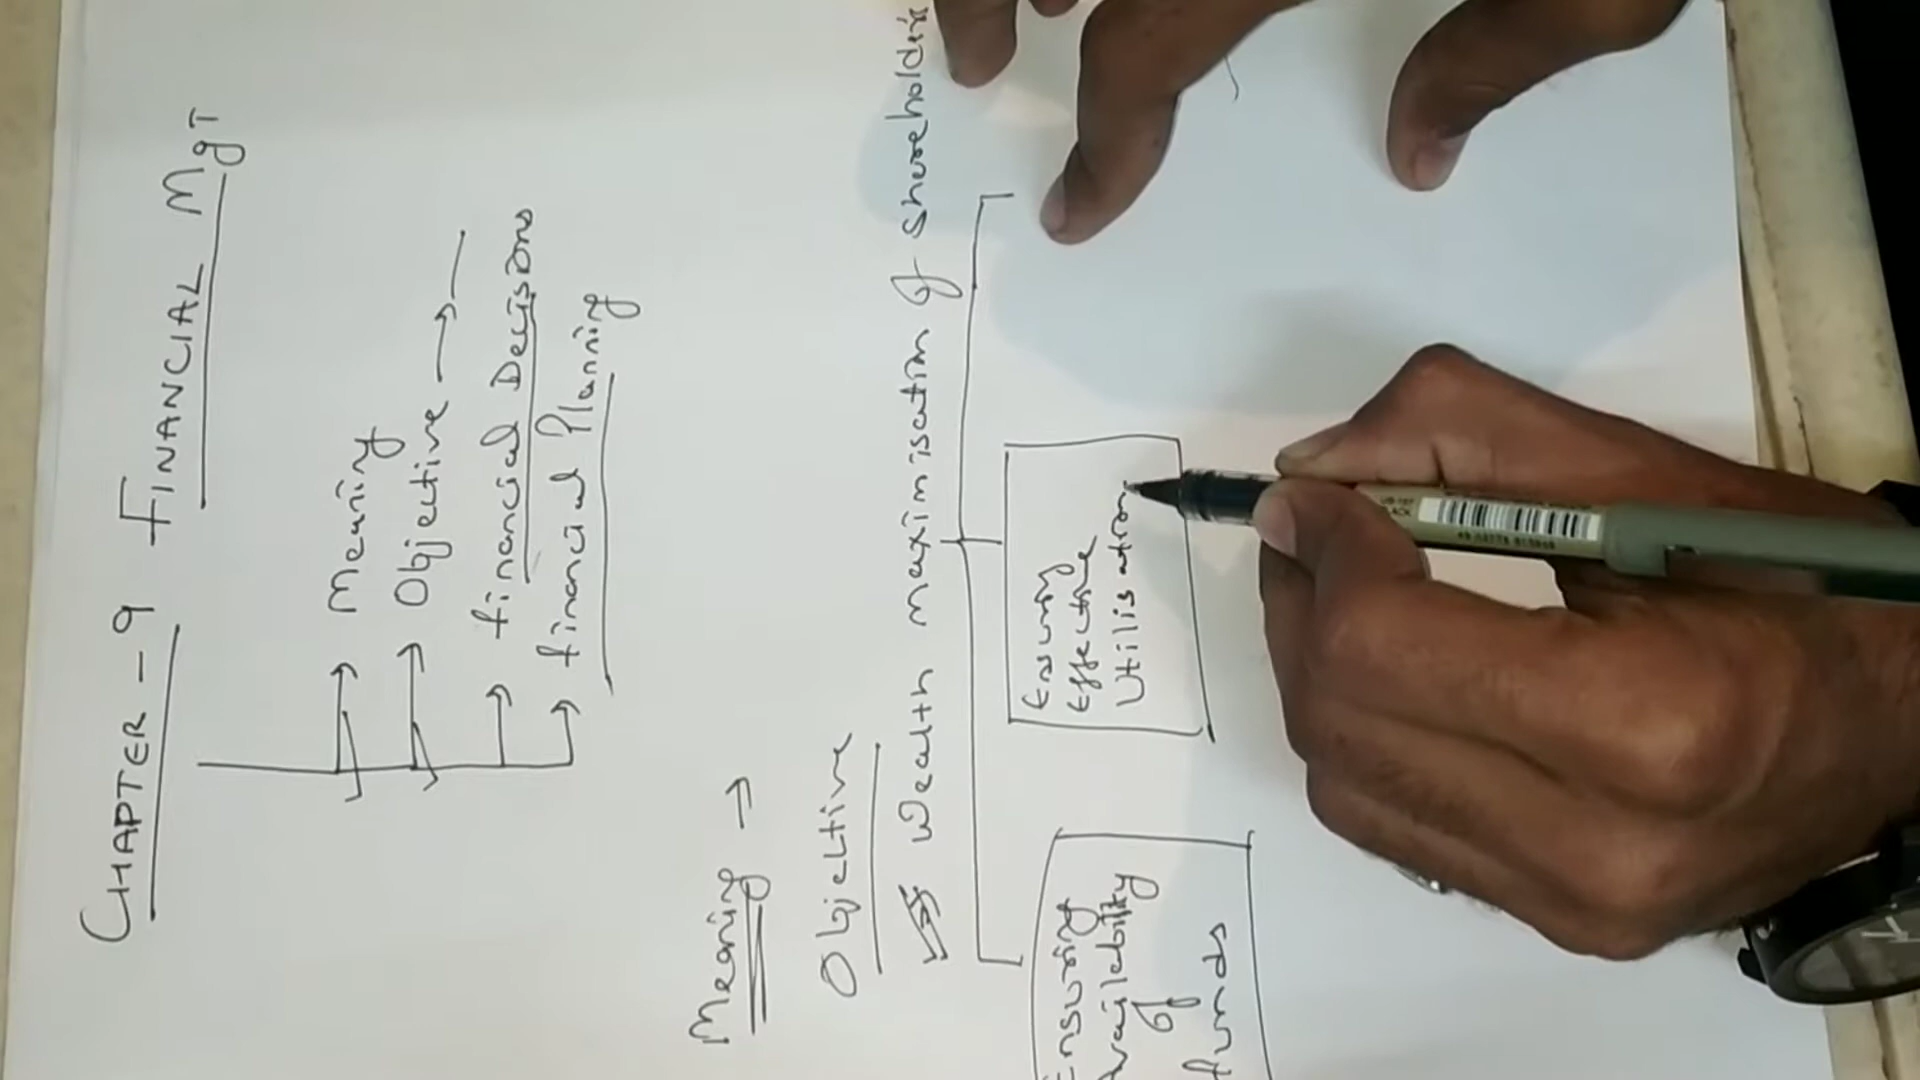 CHAPTER - 9 FINANCIAL MgT
Meaning
Objective →
financial Decisions
financial Planning
Meaning →
Objective
Wealth maximisation of shareholders
Ensuring
Availability
of
funds
Ensuring
Effective
Utilisation